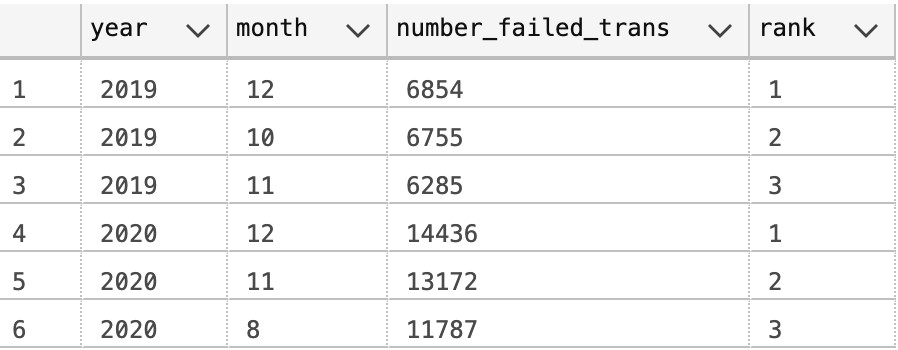 year month number_failed_trans rank
1 2019 12 6854 1
2 2019 10 6755 2
3 2019 11 6285 3
4 2020 12 14436 1
5 2020 11 13172 2
6 2020 8 11787 3